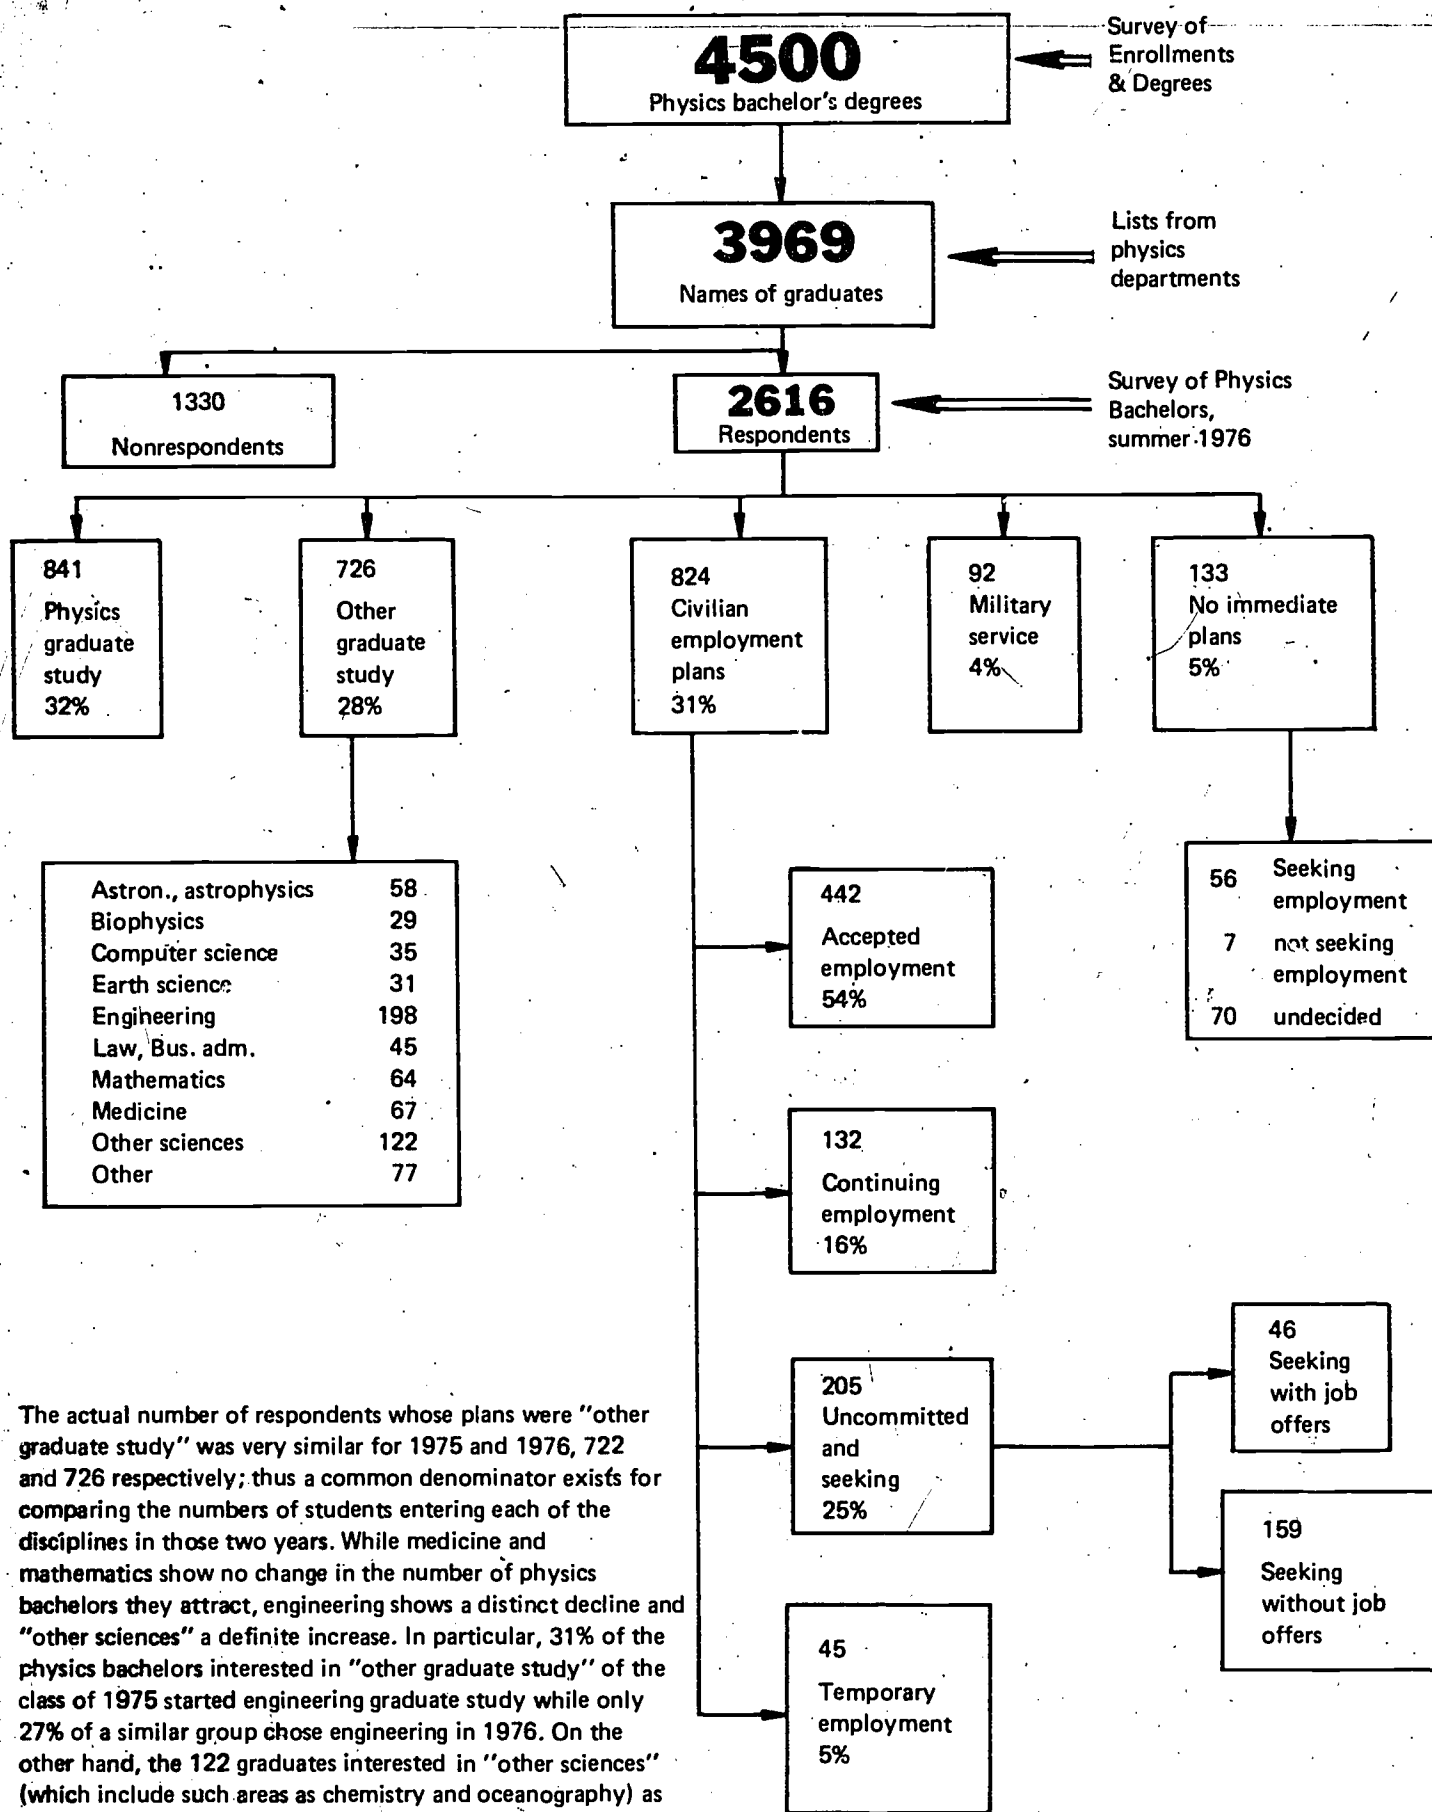 4500
Physics bachelor's degrees
Survey of
Enrollments
& Degrees
3969
Names of graduates
Lists from
physics
departments
1330
Nonrespondents
2616
Respondents
Survey of Physics
Bachelors,
summer 1976
841
Physics
graduate
study
32%
726
Other
graduate
study
28%
824
Civilian
employment
plans
31%
92
Military
service
4%
133
No immediate
plans
5%
Astron., astrophysics 58
Biophysics 29
Computer science 35
Earth science 31
Engineering 198
Law, Bus. adm. 45
Mathematics 64
Medicine 67
Other sciences 122
Other 77
442
Accepted
employment
54%
56 Seeking
employment
7 not seeking
employment
70 undecided
132
Continuing
employment
16%
205
Uncommitted
and
seeking
25%
46
Seeking
with job
offers
159
Seeking
without job
offers
45
Temporary
employment
5%
The actual number of respondents whose plans were "other
graduate study" was very similar for 1975 and 1976, 722
and 726 respectively; thus a common denominator exists for
comparing the numbers of students entering each of the
disciplines in those two years. While medicine and
mathematics show no change in the number of physics
bachelors they attract, engineering shows a distinct decline and
"other sciences" a definite increase. In particular, 31% of the
physics bachelors interested in "other graduate study" of the
class of 1975 started engineering graduate study while only
27% of a similar group chose engineering in 1976. On the
other hand, the 122 graduates interested in "other sciences"
(which include such areas as chemistry and oceanography) as